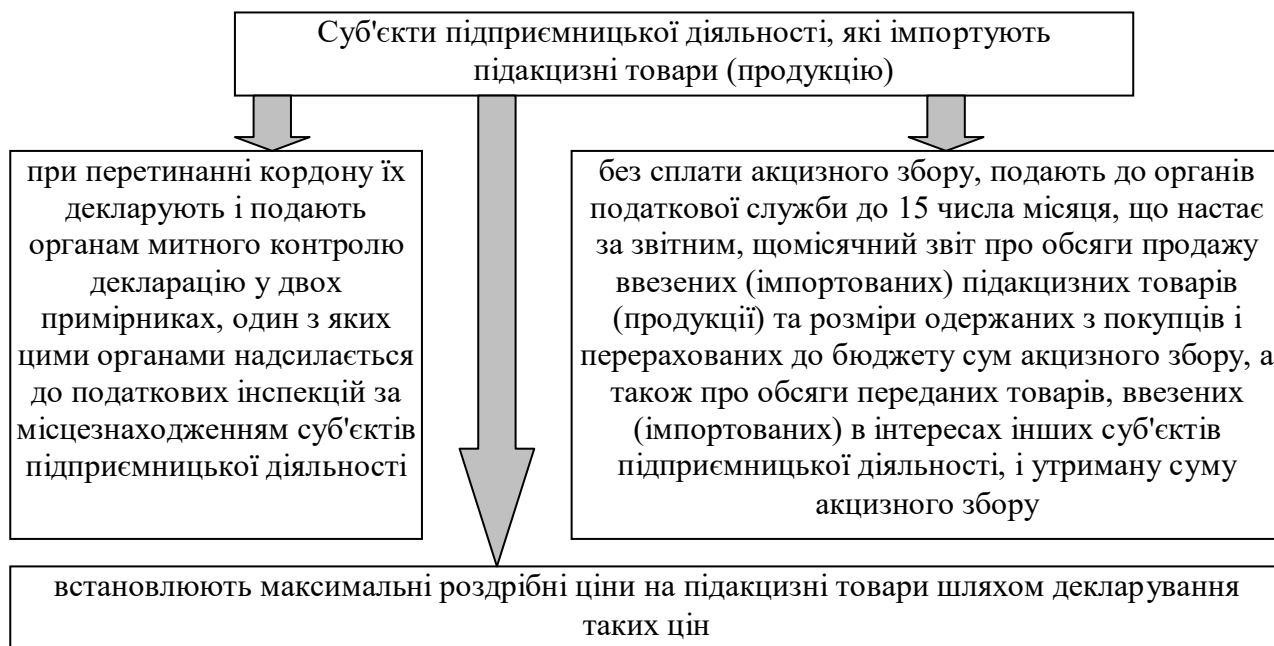 Суб'єкти підприємницької діяльності, які імпортують
підакцизні товари (продукцію)
при перетинанні кордону їх
декларують і подають
органам митного контролю
декларацію у двох
примірниках, один з яких
цими органами надсилається
до податкових інспекцій за
місцезнаходженням суб'єктів
підприємницької діяльності
без сплати акцизного збору, подають до органів
податкової служби до 15 числа місяця, що настає
за звітним, щомісячний звіт про обсяги продажу
ввезених (імпортованих) підакцизних товарів
(продукції) та розміри одержаних з покупців і
перерахованих до бюджету сум акцизного збору, а
також про обсяги переданих товарів, ввезених
(імпортованих) в інтересах інших суб'єктів
підприємницької діяльності, і утриману суму
акцизного збору
встановлюють максимальні роздрібні ціни на підакцизні товари шляхом декларування
таких цін